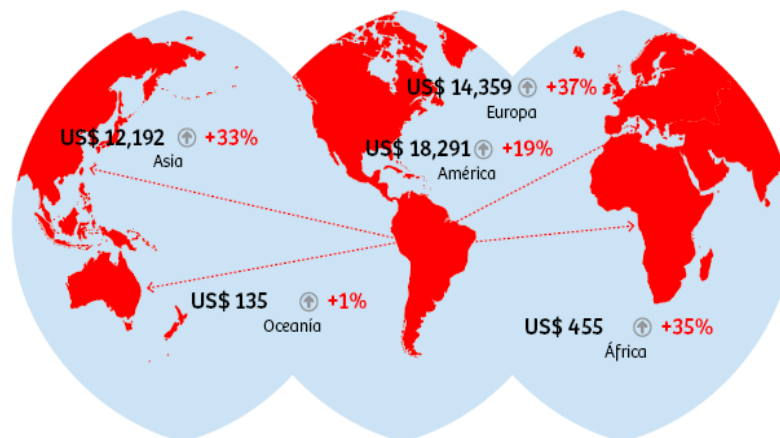 US$ 14,359 +37%
Europa
US$ 12,192 +33%
Asia
US$ 18,291 +19%
América
US$ 135 +1%
Oceanía
US$ 455 +35%
África